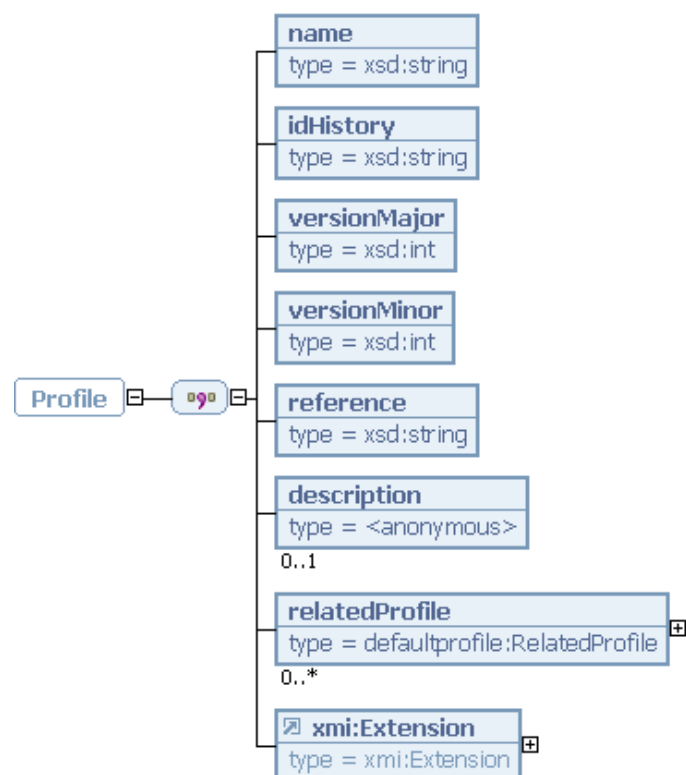 name
type = xsd:string
idHistory
type = xsd:string
versionMajor
type = xsd:int
versionMinor
type = xsd:int
Profile
reference
type = xsd:string
description
type = <anonymous>
0..1
relatedProfile
type = defaultprofile:RelatedProfile
0..*
xmi:Extension
type = xmi:Extension